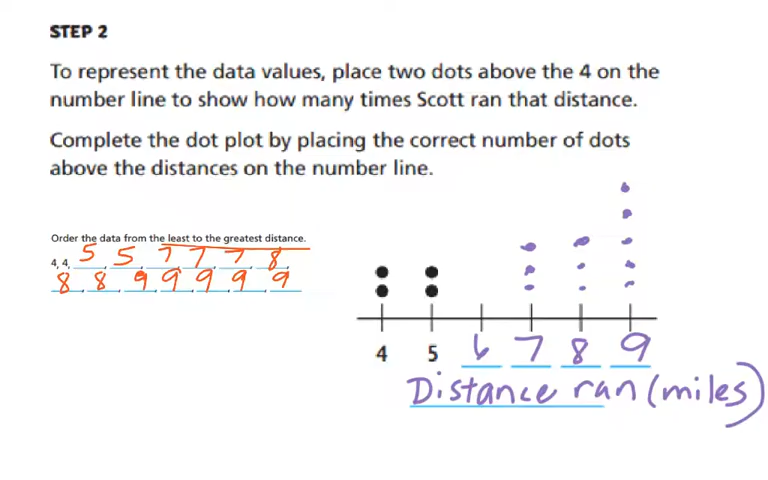 STEP 2
To represent the data values, place two dots above the 4 on the
number line to show how many times Scott ran that distance.
Complete the dot plot by placing the correct number of dots
above the distances on the number line.
Order the data from the least to the greatest distance.
4, 4, 5, 5, 7, 7, 7, 8,
8, 8, 9, 9, 9, 9, 9
4 5 6 7 8 9
Distance ran (miles)